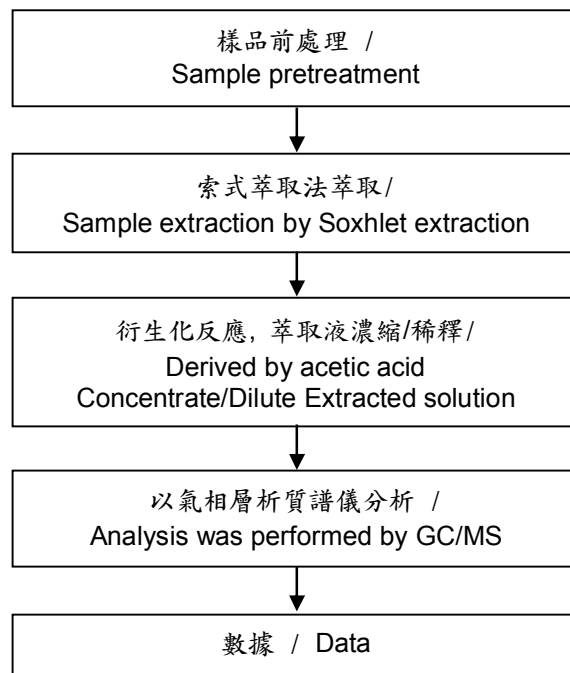 樣品前處理 /
Sample pretreatment
索式萃取法萃取/
Sample extraction by Soxhlet extraction
衍生化反應, 萃取液濃縮/稀釋/
Derived by acetic acid
Concentrate/Dilute Extracted solution
以氣相層析質譜儀分析 /
Analysis was performed by GC/MS
數據 / Data